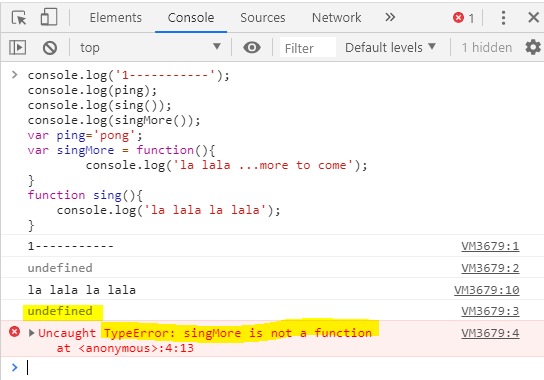 Elements Console Sources Network » 1
top Filter Default levels ▼ 1 hidden
> console.log('1-----------');
console.log(ping);
console.log(sing());
console.log(singMore());
var ping='pong';
var singMore = function(){
console.log('la lala ...more to come');
}
function sing(){
console.log('la lala la lala');
}
1----------- VM3679:1
undefined VM3679:2
la lala la lala VM3679:10
undefined VM3679:3
Uncaught TypeError: singMore is not a function VM3679:4
at <anonymous>:4:13
>